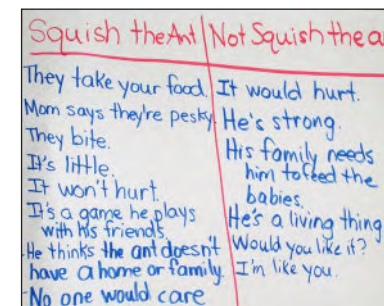 Squish the Ant
They take your food.
Mom says they're pesky.
They bite.
It's little.
It won't hurt.
It's a game he plays
with his friends.
-He thinks the ant doesn't
have a home or family.
-No one would care
Not Squish the a
It would hurt.
He's strong.
His family needs
him to feed the
babies.
He's a living thing
Would you like it?
I'm like you.